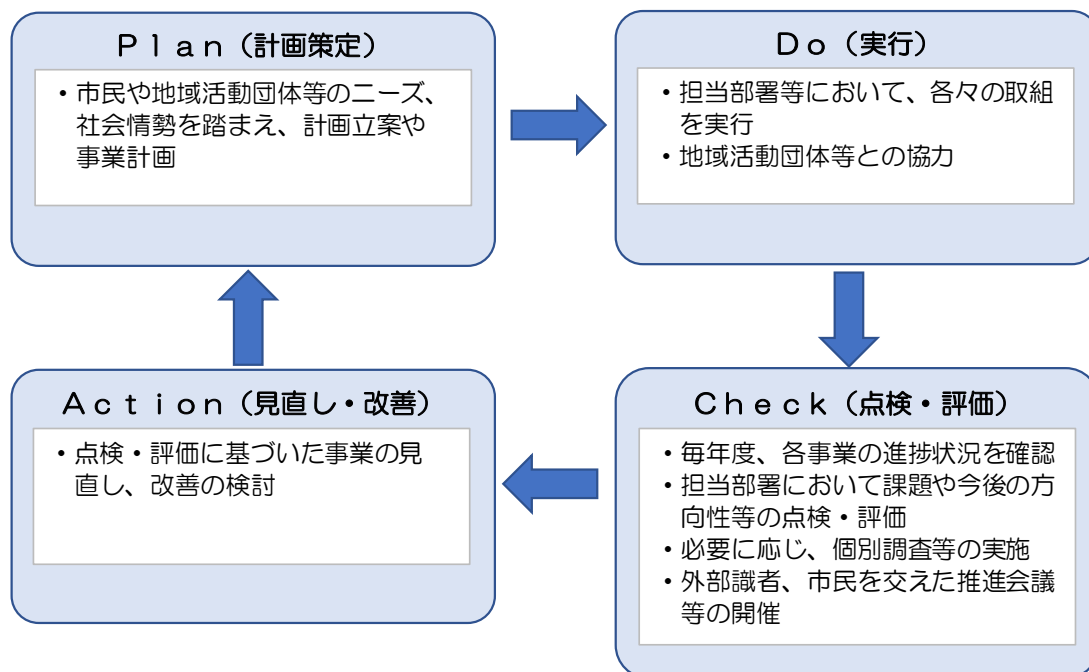 Ｐｌａｎ（計画策定）
・市民や地域活動団体等のニーズ、
社会情勢を踏まえ、計画立案や
事業計画
Ｄｏ（実行）
・担当部署等において、各々の取組
を実行
・地域活動団体等との協力
Ａｃｔｉｏｎ（見直し・改善）
・点検・評価に基づいた事業の見
直し、改善の検討
Ｃｈｅｃｋ（点検・評価）
・毎年度、各事業の進捗状況を確認
・担当部署において課題や今後の方
向性等の点検・評価
・必要に応じ、個別調査等の実施
・外部識者、市民を交えた推進会議
等の開催